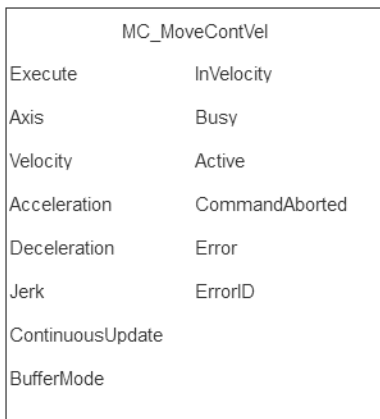 MC_MoveContVel
Execute InVelocity
Axis Busy
Velocity Active
Acceleration CommandAborted
Deceleration Error
Jerk ErrorID
ContinuousUpdate
BufferMode